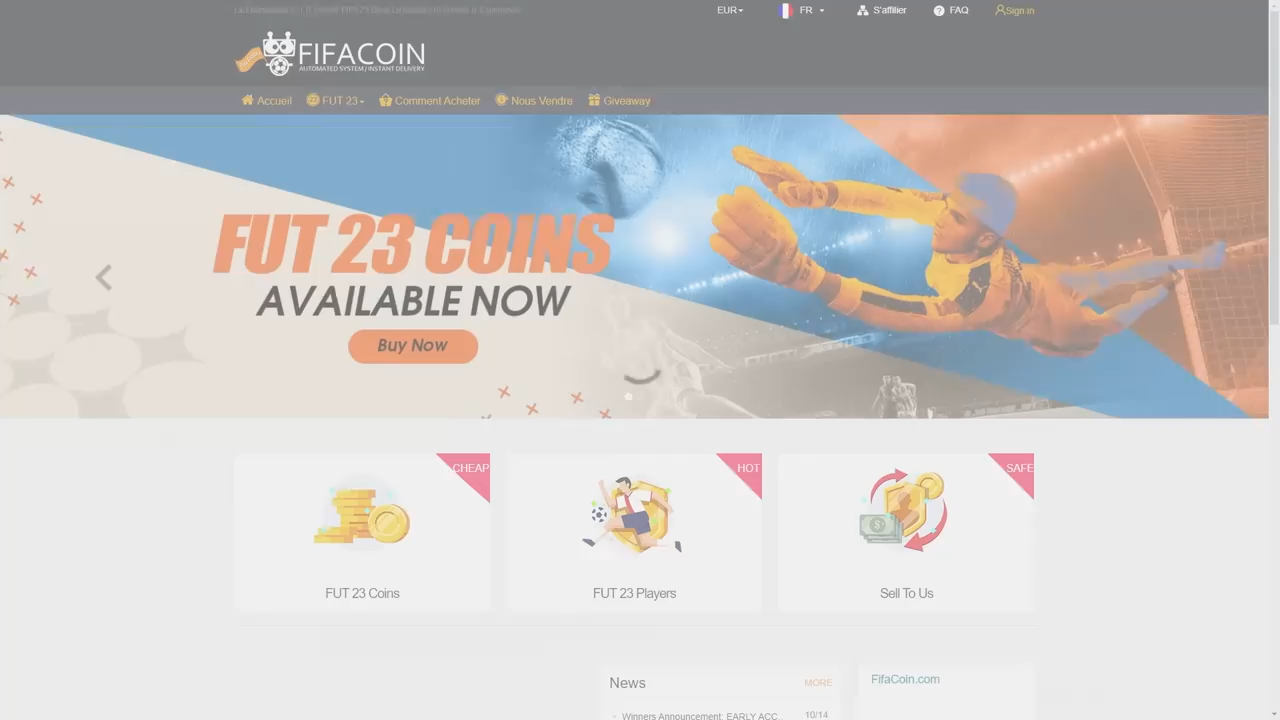 EUR
FR
S'affilier
FAQ
Sign in
FIFACOIN
AUTOMATED SYSTEM / INSTANT DELIVERY
Accueil
FUT 23
Comment Acheter
Nous Vendre
Giveaway
FUT 23 COINS
AVAILABLE NOW
Buy Now
CHEAP
HOT
SAFE
FUT 23 Coins
FUT 23 Players
Sell To Us
News
MORE
FifaCoin.com
Winners Announcement: EARLY ACC...
10/14